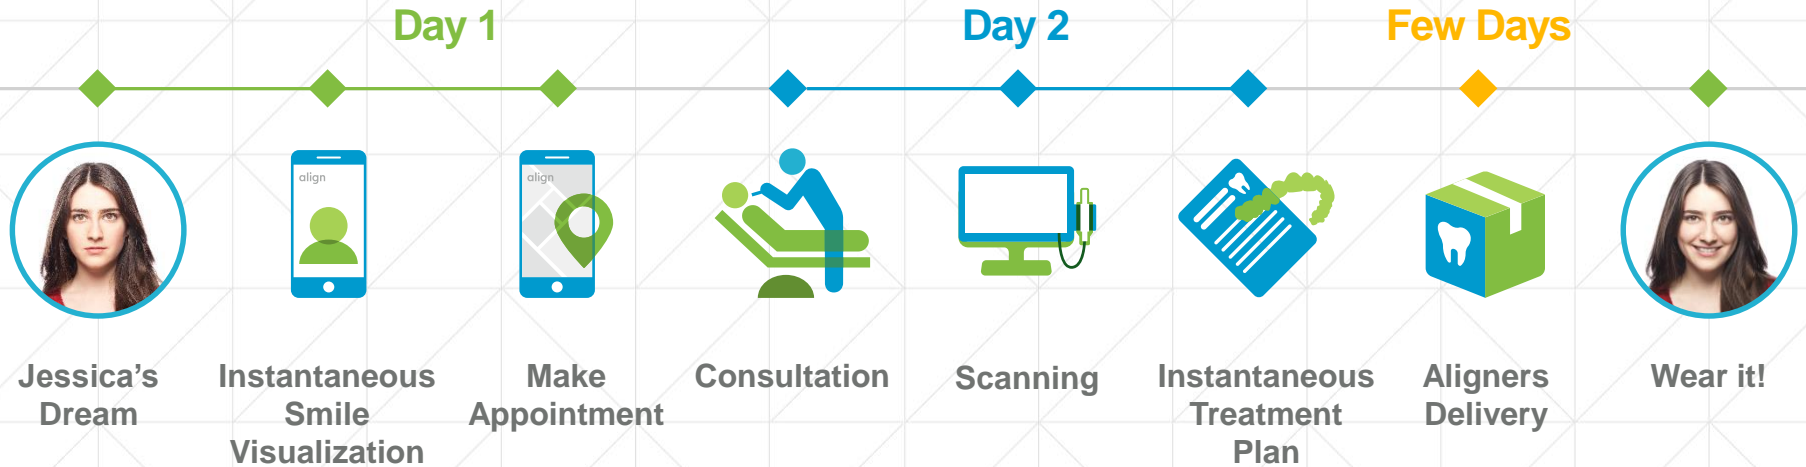 Day 1
Day 2
Few Days
align
align
Jessica's
Dream
Instantaneous
Smile
Visualization
Make
Appointment
Consultation
Scanning
Instantaneous
Treatment
Plan
Aligners
Delivery
Wear it!